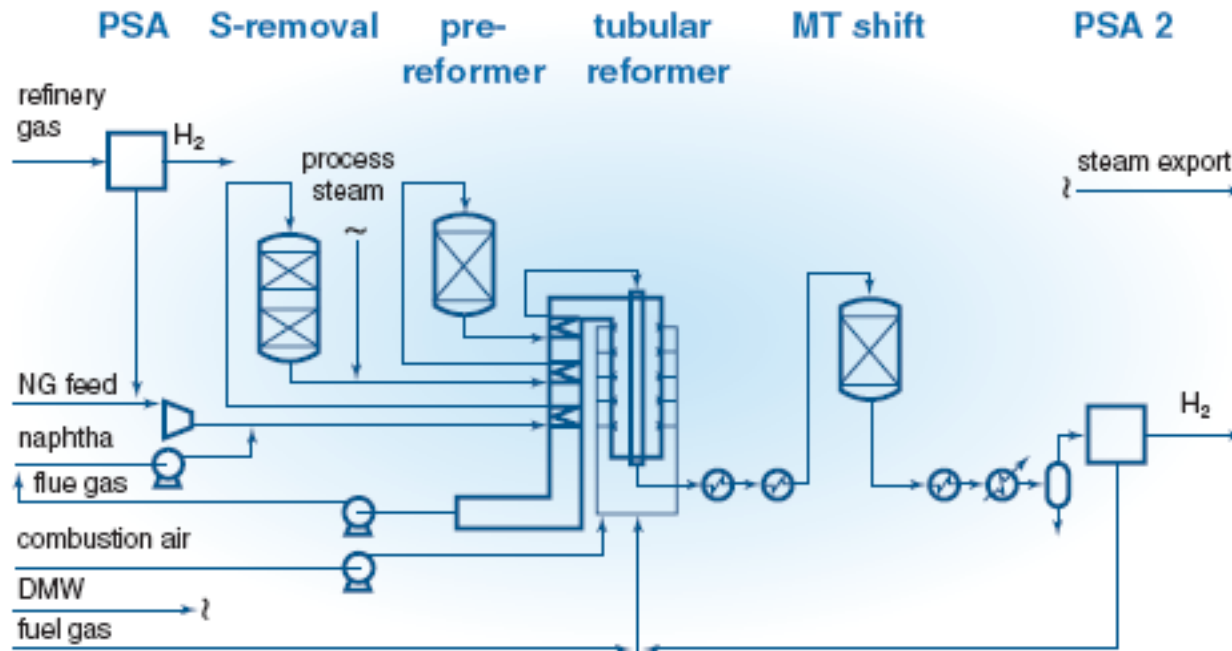 PSA
S-removal
pre-
reformer
tubular
reformer
MT shift
PSA 2
refinery
gas
H₂
process
steam
steam export
NG feed
naphtha
flue gas
combustion air
DMW
fuel gas
H₂